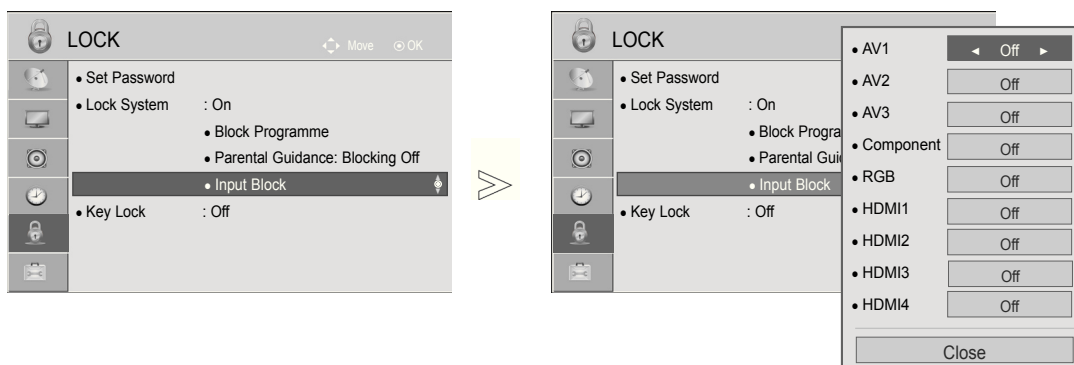 LOCK
Move OK
• Set Password
• Lock System : On
• Block Programme
• Parental Guidance: Blocking Off
• Input Block
• Key Lock : Off
LOCK
• Set Password
• Lock System : On
• Block Progra
• Parental Gui
• Input Block
• Key Lock : Off
• AV1 ◄ Off ►
• AV2 Off
• AV3 Off
• Component Off
• RGB Off
• HDMI1 Off
• HDMI2 Off
• HDMI3 Off
• HDMI4 Off
Close